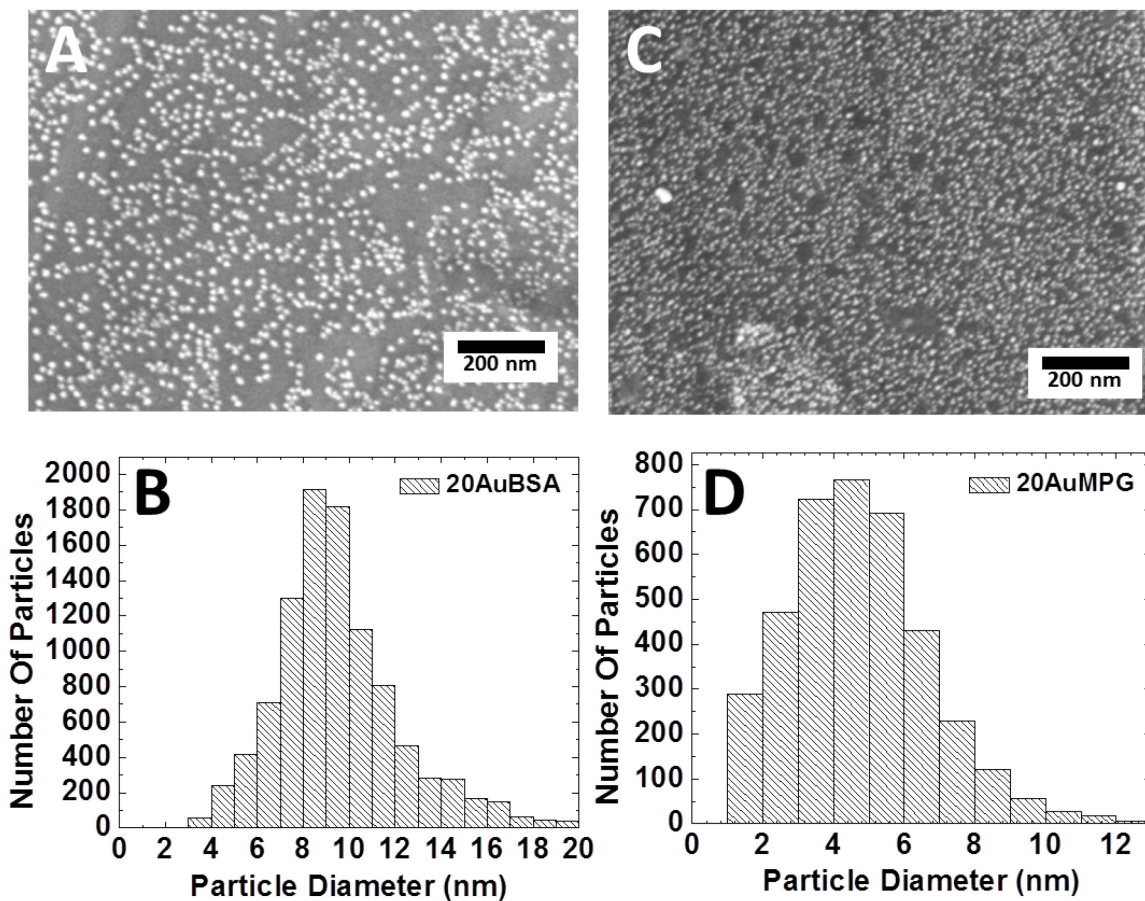 A
200 nm
C
200 nm
B
20AuBSA
Number Of Particles
2000
1800
1600
1400
1200
1000
800
600
400
200
0
0 2 4 6 8 10 12 14 16 18 20
Particle Diameter (nm)
D
20AuMPG
Number Of Particles
800
700
600
500
400
300
200
100
0
0 2 4 6 8 10 12
Particle Diameter (nm)